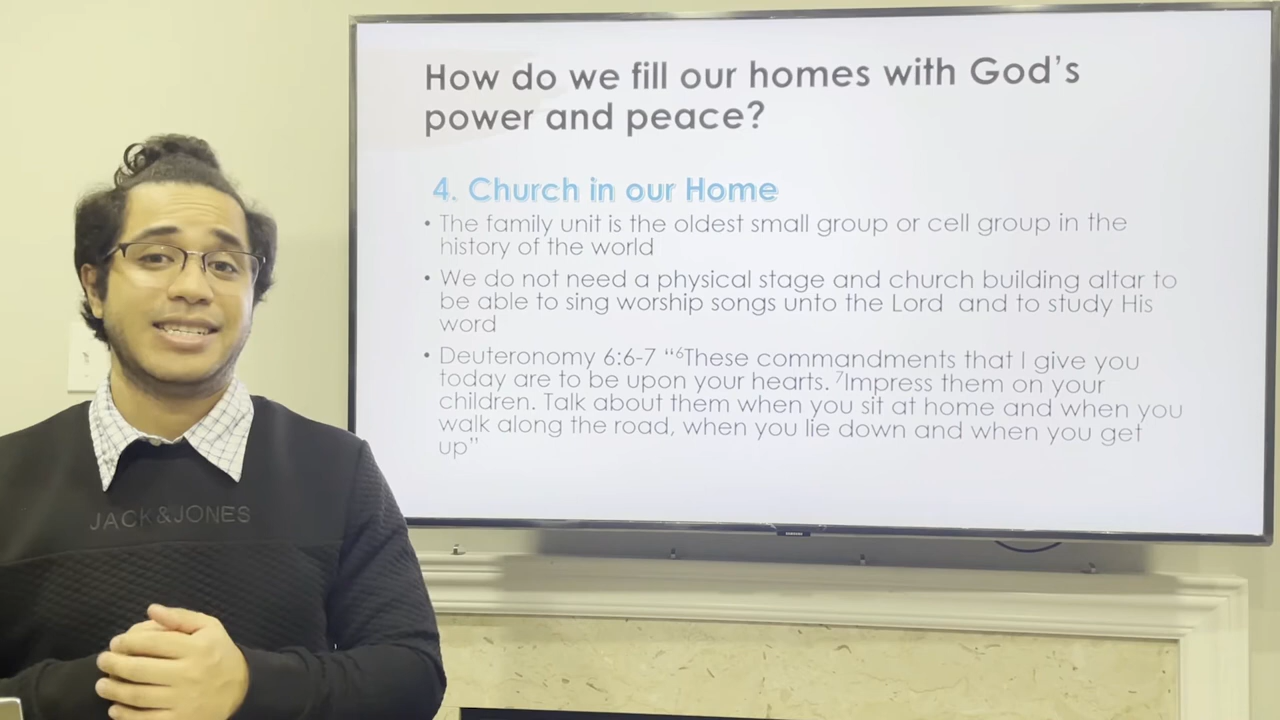 How do we fill our homes with God's
power and peace?
4. Church in our Home
• The family unit is the oldest small group or cell group in the
history of the world
• We do not need a physical stage and church building altar to
be able to sing worship songs unto the Lord and to study His
word
• Deuteronomy 6:6-7 “⁶These commandments that I give you
today are to be upon your hearts. ⁷Impress them on your
children. Talk about them when you sit at home and when you
walk along the road, when you lie down and when you get
up”
JACK&JONES
SAMSUNG